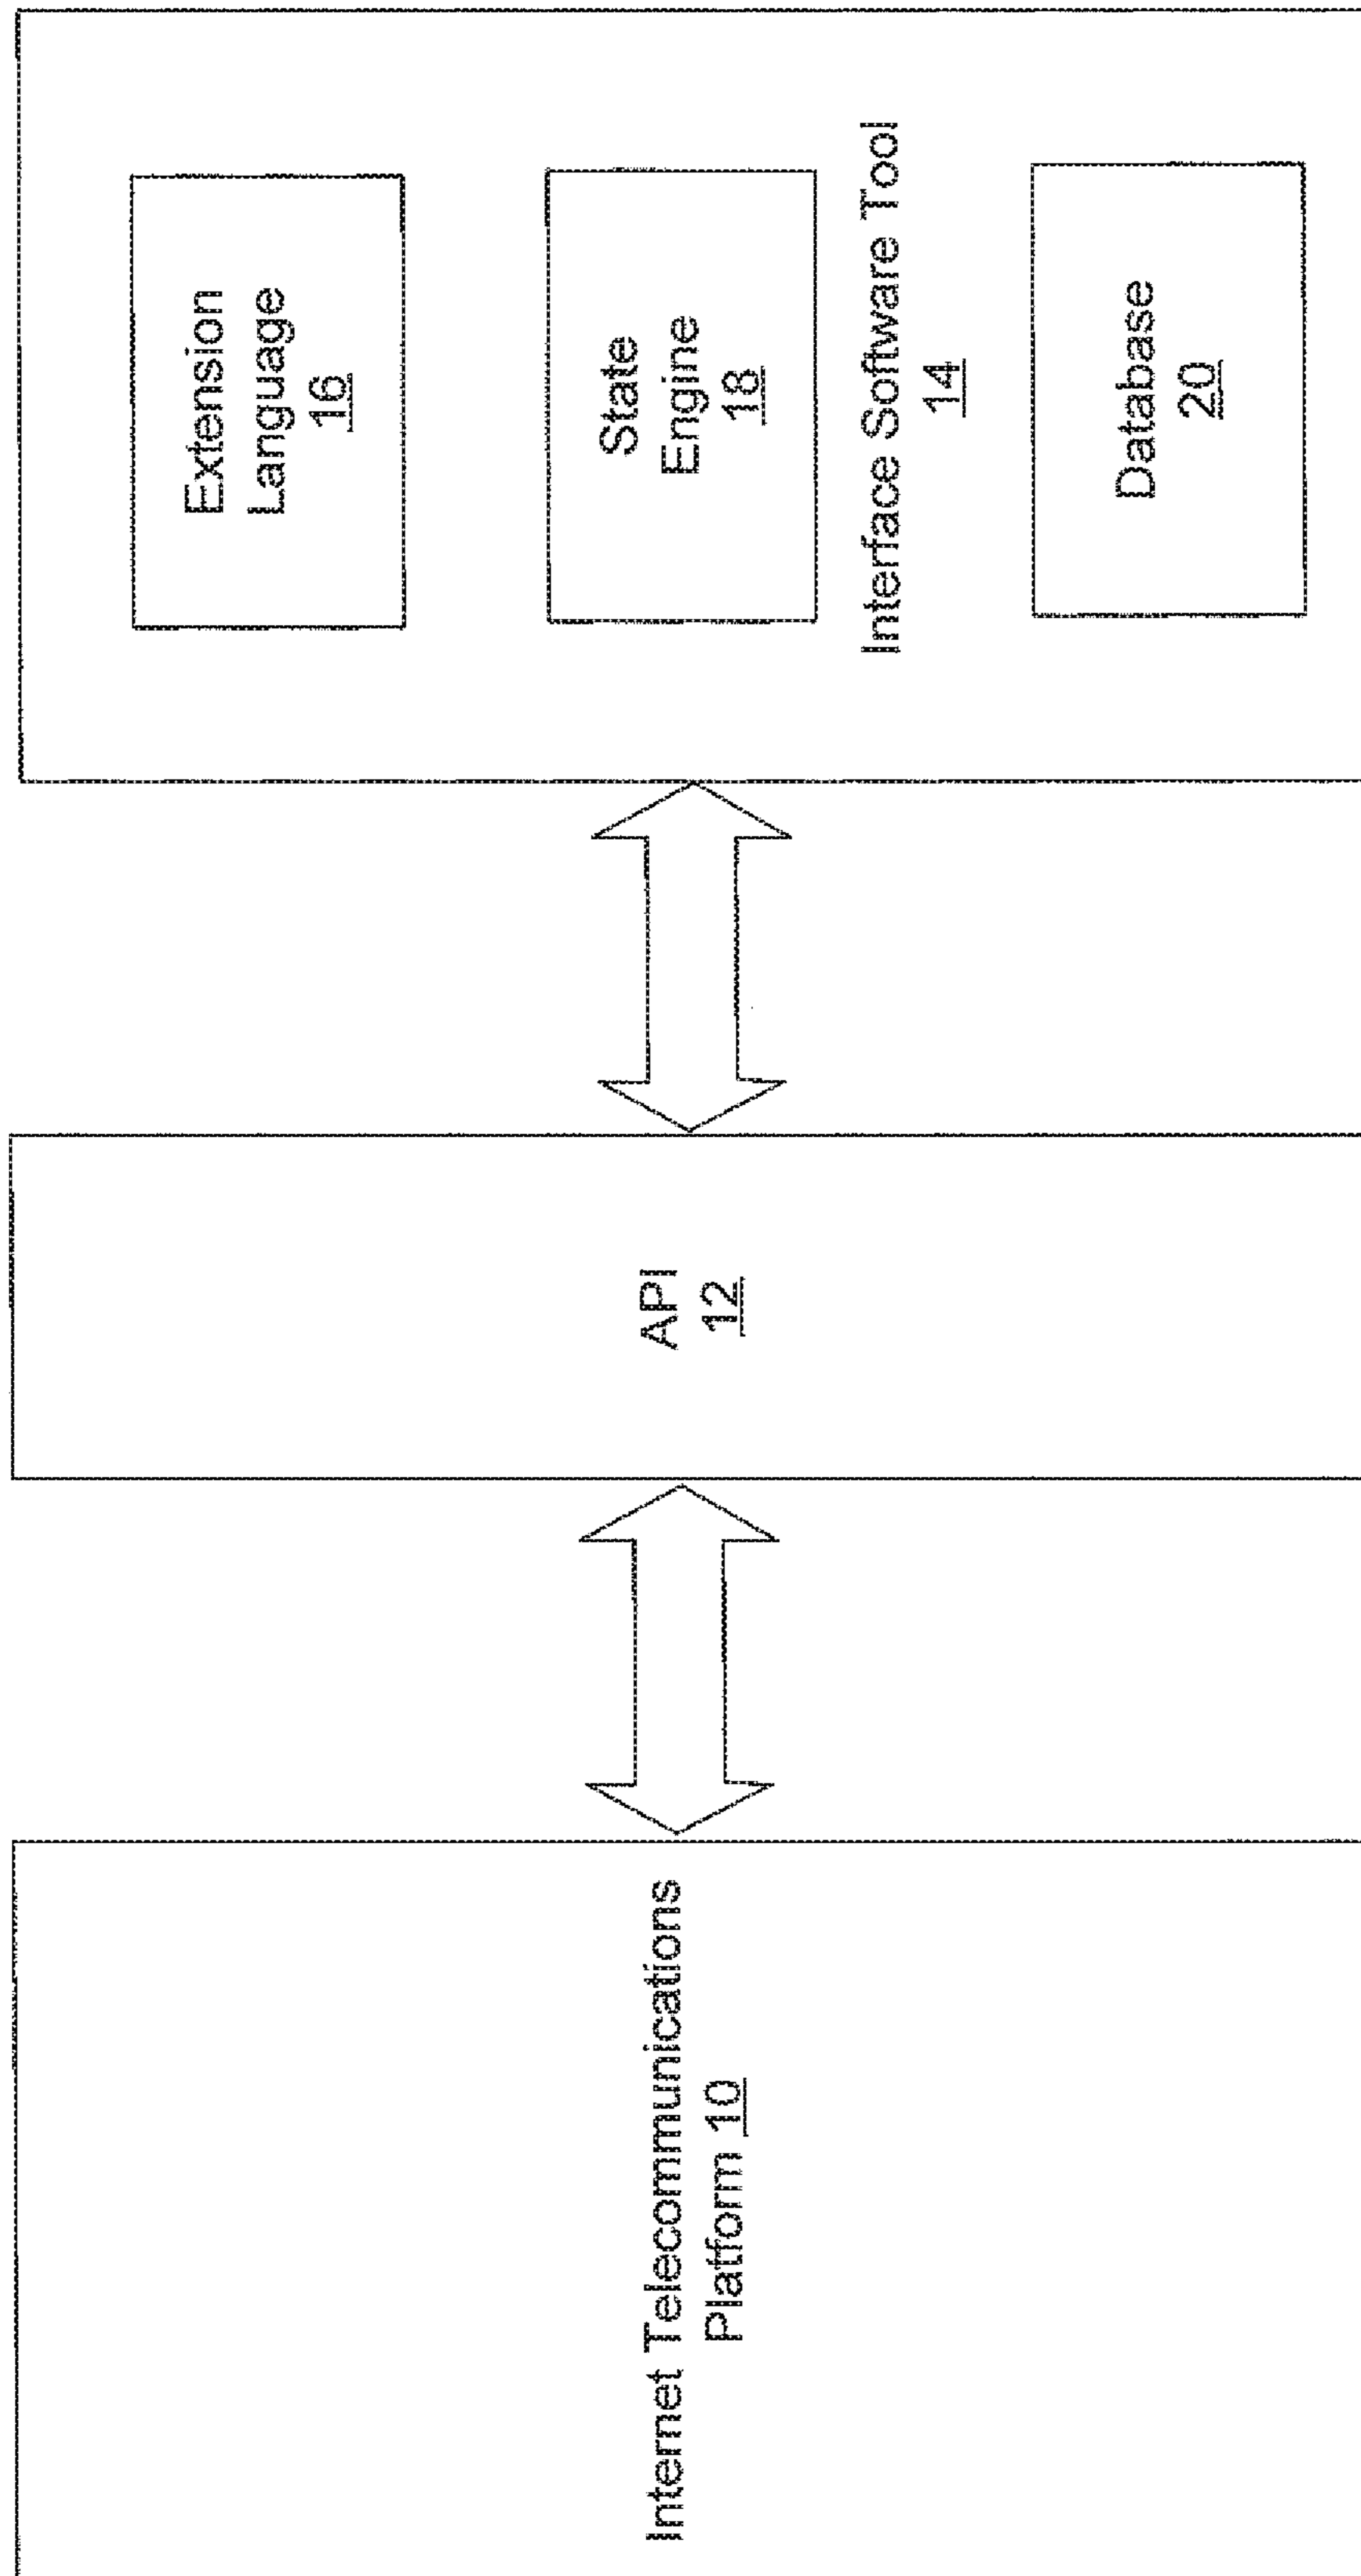 Internet Telecommunications
Platform 10
API
12
Extension
Language
16
State
Engine
18
Interface Software Tool
14
Database
20